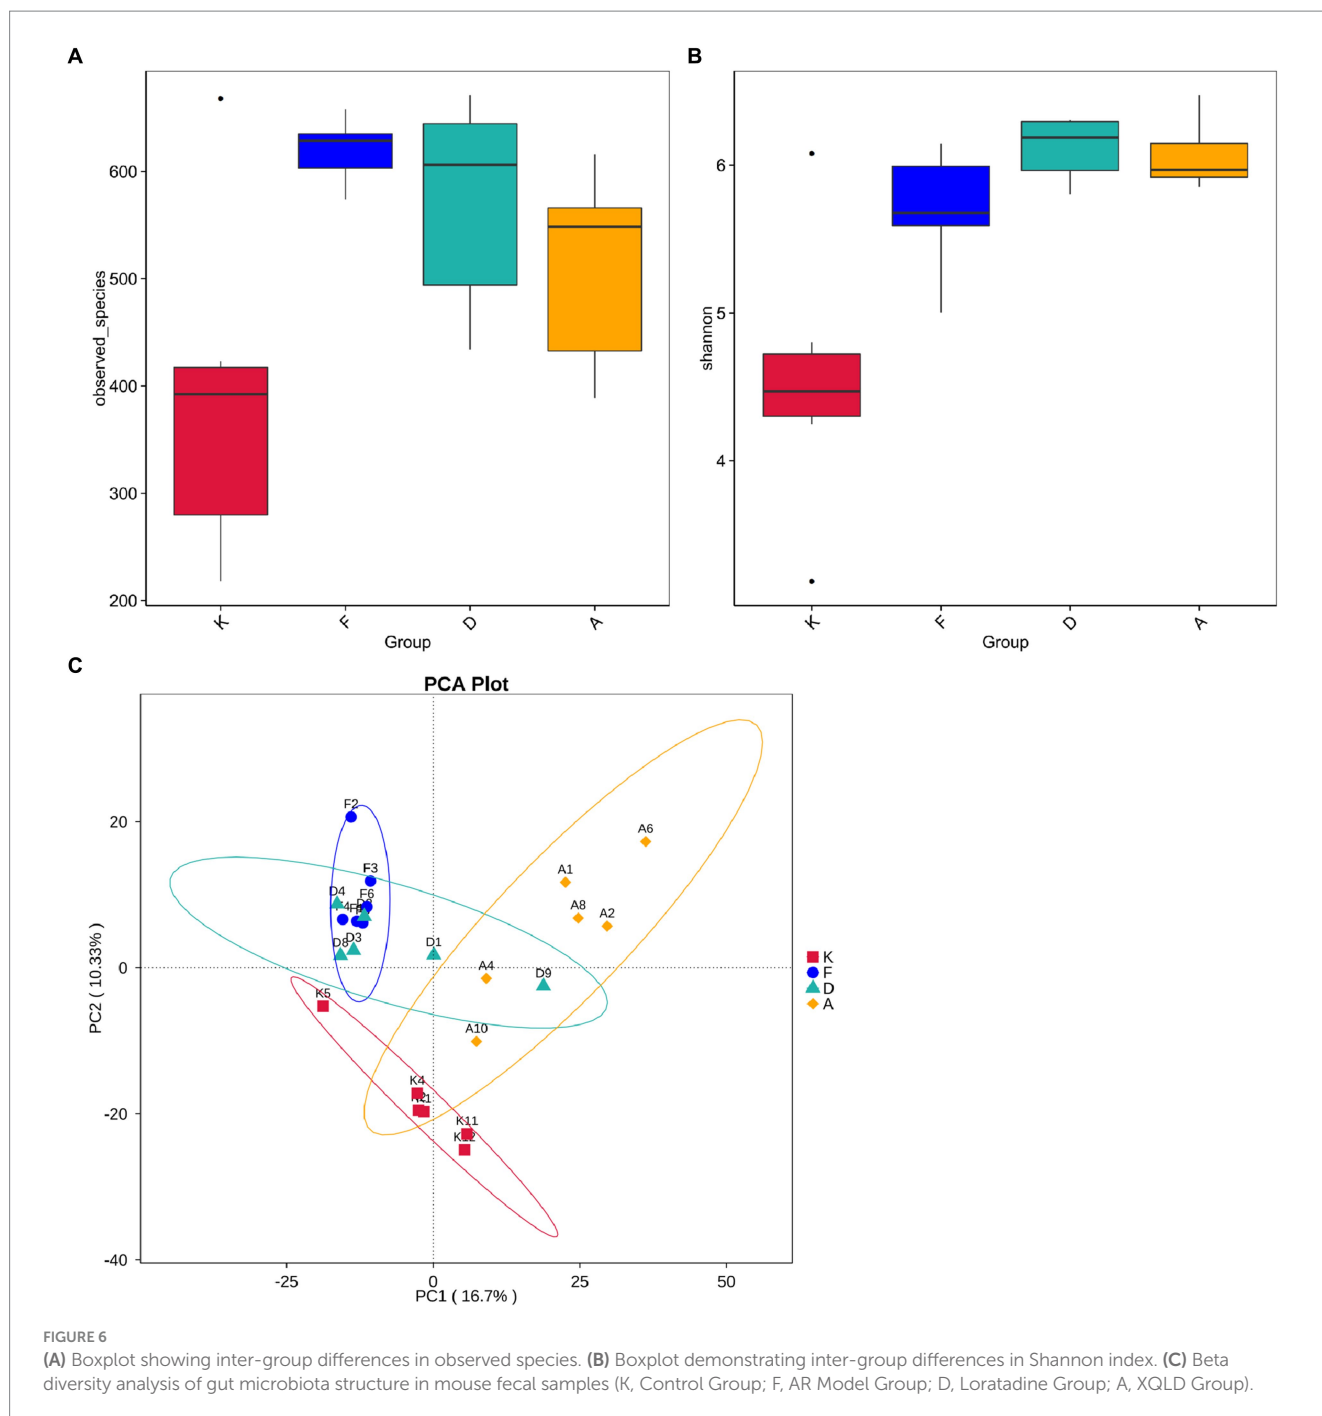 A
B
observed_species
600
500
400
300
200
K
F
D
A
Group
shannon
6
5
4
K
F
D
A
Group
C
PCA Plot
PC2 ( 10.33% )
20
0
-20
-40
F2
F3
F6
D4
D8
D3
D1
D9
A6
A1
A8
A2
A4
A10
K5
K4
K11
-25
0
25
50
PC1 ( 16.7% )
K
F
D
A
FIGURE 6
(A) Boxplot showing inter-group differences in observed species. (B) Boxplot demonstrating inter-group differences in Shannon index. (C) Beta
diversity analysis of gut microbiota structure in mouse fecal samples (K, Control Group; F, AR Model Group; D, Loratadine Group; A, XQLD Group).